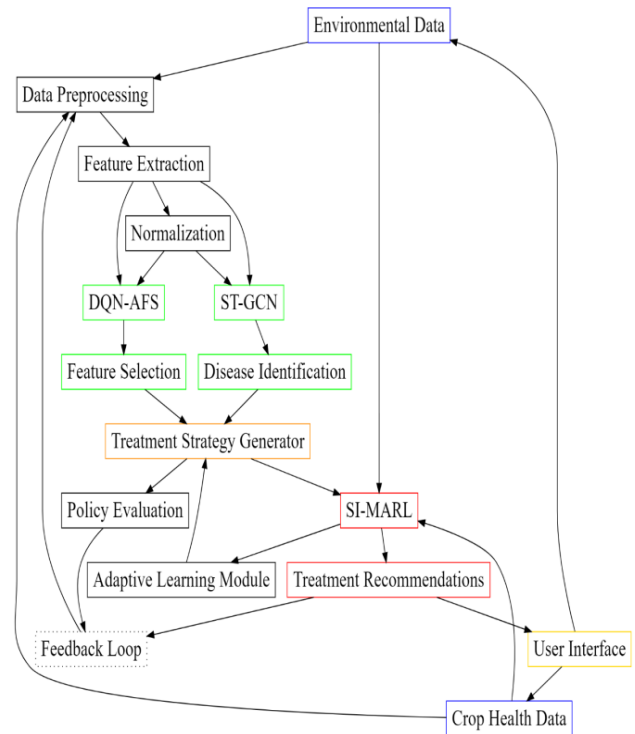 Environmental Data
Data Preprocessing
Feature Extraction
Normalization
DQN-AFS
ST-GCN
Feature Selection
Disease Identification
Treatment Strategy Generator
Policy Evaluation
SI-MARL
Adaptive Learning Module
Treatment Recommendations
Feedback Loop
User Interface
Crop Health Data